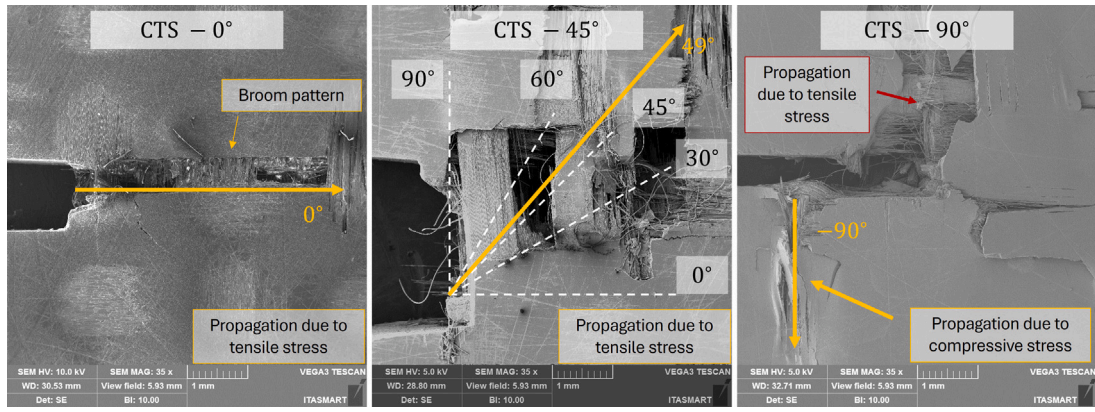 CTS – 0°
Broom pattern
0°
Propagation due to
tensile stress
SEM HV: 10.0 kV
SEM MAG: 35 x
WD: 30.53 mm
View field: 5.93 mm
1 mm
Det: SE
BI: 10.00
VEGA3 TESCAN
ITASMART
CTS – 45°
49°
90°
60°
45°
30°
0°
Propagation due to
tensile stress
SEM HV: 5.0 kV
SEM MAG: 35 x
WD: 28.80 mm
View field: 5.93 mm
1 mm
Det: SE
BI: 10.00
VEGA3 TESCAN
ITASMART
CTS – 90°
Propagation
due to tensile
stress
−90°
Propagation due to
compressive stress
SEM HV: 5.0 kV
SEM MAG: 35 x
WD: 32.71 mm
View field: 5.93 mm
1 mm
Det: SE
BI: 10.00
VEGA3 TESCAN
ITASMART